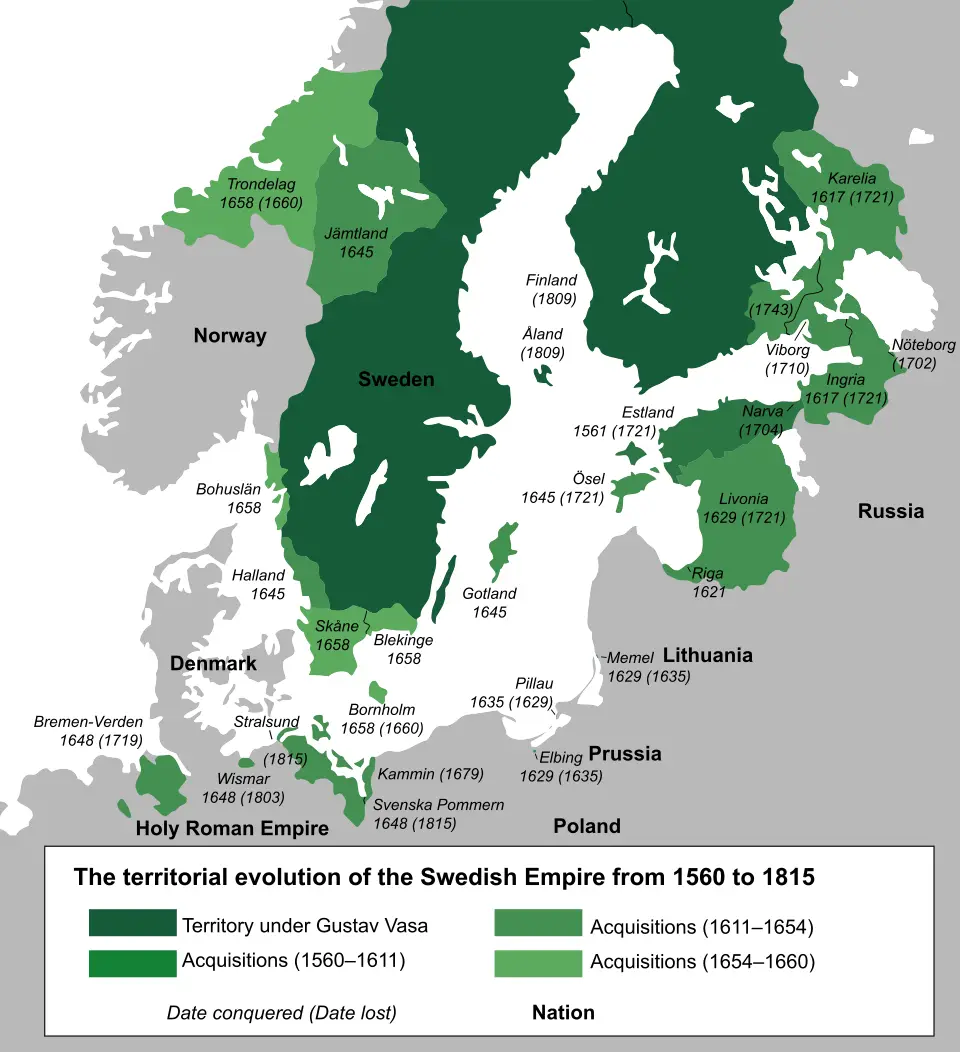 Trondelag
1658 (1660)
Karelia
1617 (1721)
Jämtland
1645
Finland
(1809)
(1743)
Norway
Åland
(1809)
Viborg
(1710)
Nöteborg
(1702)
Sweden
Ingria
1617 (1721)
Estland
1561 (1721)
Narva
(1704)
Bohuslän
1658
Ösel
1645 (1721)
Livonia
1629 (1721)
Russia
Halland
1645
Gotland
1645
Riga
1621
Skåne
1658
Blekinge
1658
Denmark
Memel
1629 (1635)
Lithuania
Pillau
1635 (1629)
Bremen-Verden
1648 (1719)
Stralsund
(1815)
Bornholm
1658 (1660)
Wismar
1648 (1803)
Kammin (1679)
Elbing
1629 (1635)
Prussia
Svenska Pommern
1648 (1815)
Holy Roman Empire
Poland
The territorial evolution of the Swedish Empire from 1560 to 1815
Territory under Gustav Vasa
Acquisitions (1611–1654)
Acquisitions (1560–1611)
Acquisitions (1654–1660)
Date conquered (Date lost)
Nation